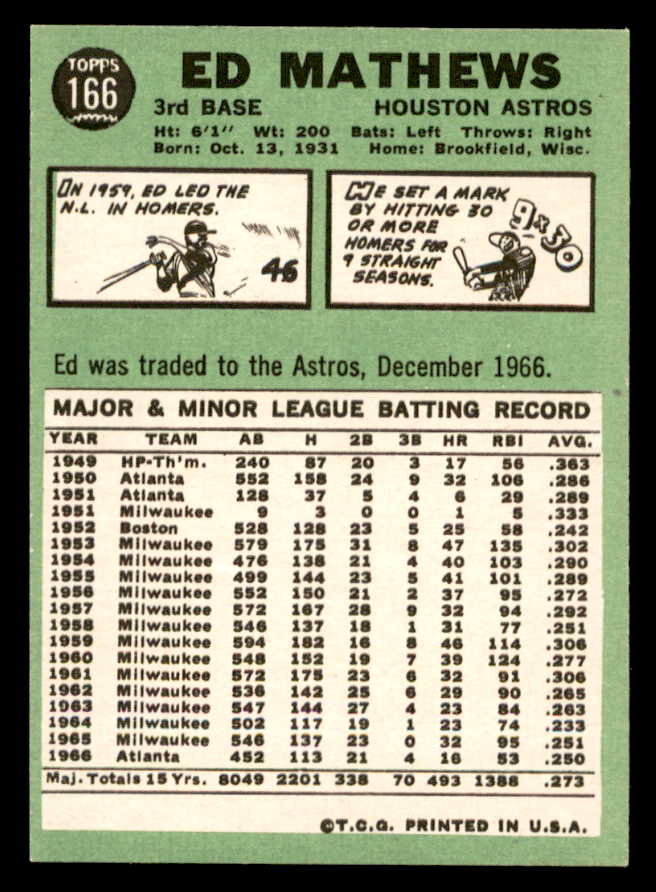 TOPPS
166
ED MATHEWS
3rd BASE HOUSTON ASTROS
Ht: 6'1" Wt: 200 Bats: Left Throws: Right
Born: Oct. 13, 1931 Home: Brookfield, Wisc.
ON 1959, ED LED THE
N.L. IN HOMERS.
46
HE SET A MARK
BY HITTING 30
OR MORE
HOMERS FOR
9 STRAIGHT
SEASONS.
9 x 30
Ed was traded to the Astros, December 1966.
MAJOR & MINOR LEAGUE BATTING RECORD
YEAR TEAM AB H 2B 3B HR RBI AVG.
1949 HP-Th'm. 240 87 20 3 17 56 .363
1950 Atlanta 552 158 24 9 32 106 .286
1951 Atlanta 128 37 5 4 6 29 .289
1951 Milwaukee 9 3 0 0 1 5 .333
1952 Boston 528 128 23 5 25 58 .242
1953 Milwaukee 579 175 31 8 47 135 .302
1954 Milwaukee 476 138 21 4 40 103 .290
1955 Milwaukee 499 144 23 5 41 101 .289
1956 Milwaukee 552 150 21 2 37 95 .272
1957 Milwaukee 572 167 28 9 32 94 .292
1958 Milwaukee 546 137 18 1 31 77 .251
1959 Milwaukee 594 182 16 8 46 114 .306
1960 Milwaukee 548 152 19 7 39 124 .277
1961 Milwaukee 572 175 23 6 32 91 .306
1962 Milwaukee 536 142 25 6 29 90 .265
1963 Milwaukee 547 144 27 4 23 84 .263
1964 Milwaukee 502 117 19 1 23 74 .233
1965 Milwaukee 546 137 23 0 32 95 .251
1966 Atlanta 452 113 21 4 16 53 .250
Maj. Totals 15 Yrs. 8049 2201 338 70 493 1388 .273
©T.C.G. PRINTED IN U.S.A.